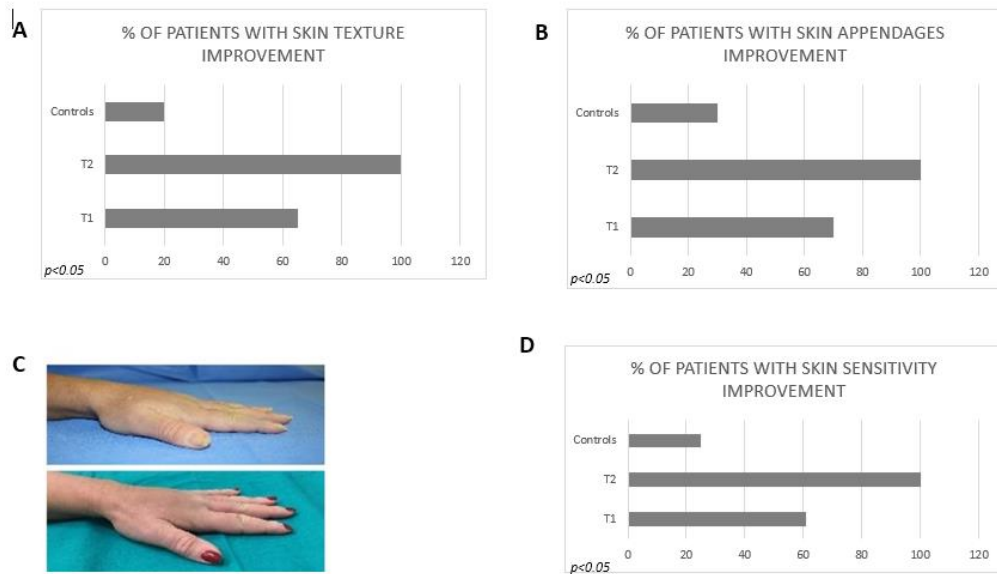 A
% OF PATIENTS WITH SKIN TEXTURE
IMPROVEMENT
Controls
T2
T1
0 20 40 60 80 100 120
p<0.05
B
% OF PATIENTS WITH SKIN APPENDAGES
IMPROVEMENT
Controls
T2
T1
0 20 40 60 80 100 120
p<0.05
C
D
% OF PATIENTS WITH SKIN SENSITIVITY
IMPROVEMENT
Controls
T2
T1
0 20 40 60 80 100 120
p<0.05